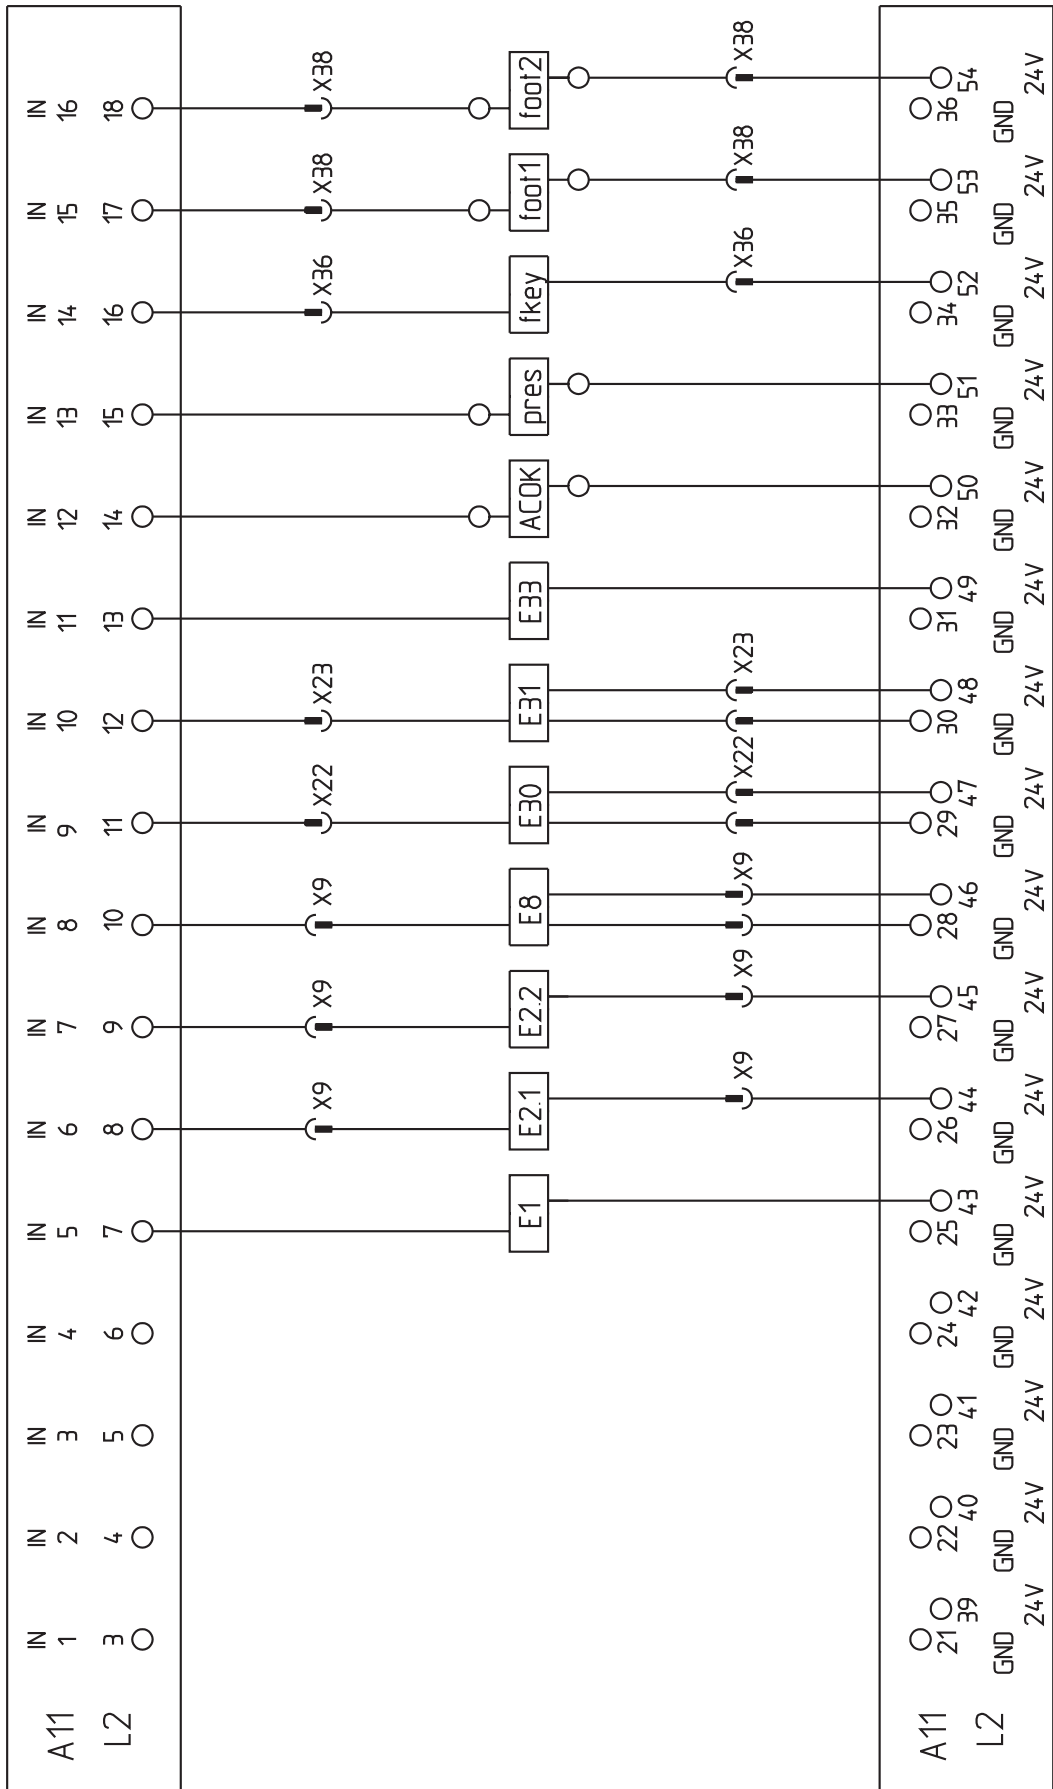 A11
L2
IN IN IN IN IN IN IN IN IN IN IN IN IN IN IN IN
1 2 3 4 5 6 7 8 9 10 11 12 13 14 15 16
3 4 5 6 7 8 9 10 11 12 13 14 15 16 17 18
X9 X9 X9 X22 X23 X36 X38 X38
E1 E2.1 E2.2 E8 E30 E31 E33 ACOK pres fkey foot1 foot2
X9 X9 X9 X22 X23 X36 X38 X38
A11
L2
21 22 23 24 25 26 27 28 29 30 31 32 33 34 35 36
39 40 41 42 43 44 45 46 47 48 49 50 51 52 53 54
GND GND GND GND GND GND GND GND GND GND GND GND GND GND GND GND
24V 24V 24V 24V 24V 24V 24V 24V 24V 24V 24V 24V 24V 24V 24V 24V